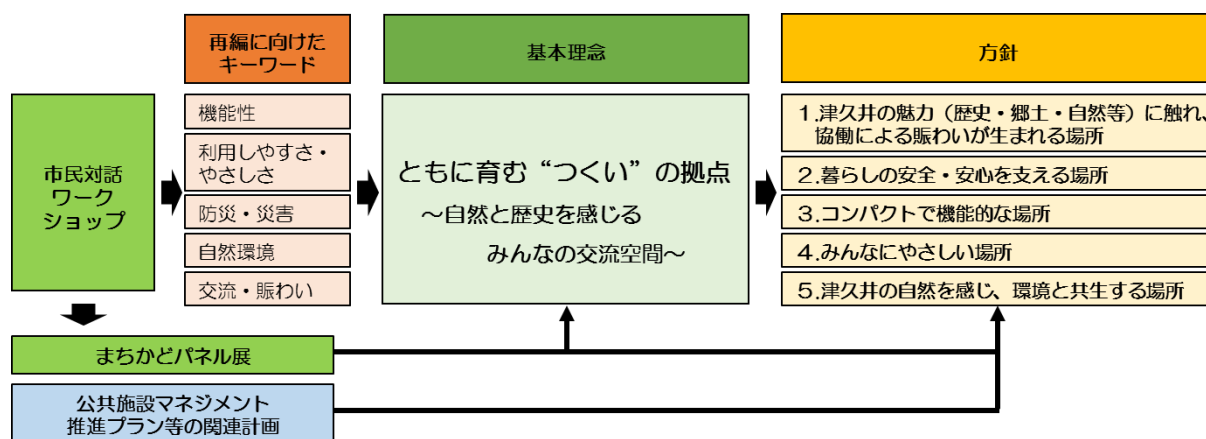 再編に向けた
キーワード
基本理念
方針
市民対話
ワーク
ショップ
機能性
利用しやすさ・
やさしさ
防災・災害
自然環境
交流・賑わい
ともに育む“つくい”の拠点
～自然と歴史を感じる
みんなの交流空間～
１.津久井の魅力（歴史・郷土・自然等）に触れ、
協働による賑わいが生まれる場所
２.暮らしの安全・安心を支える場所
３.コンパクトで機能的な場所
４.みんなにやさしい場所
５.津久井の自然を感じ、環境と共生する場所
まちかどパネル展
公共施設マネジメント
推進プラン等の関連計画